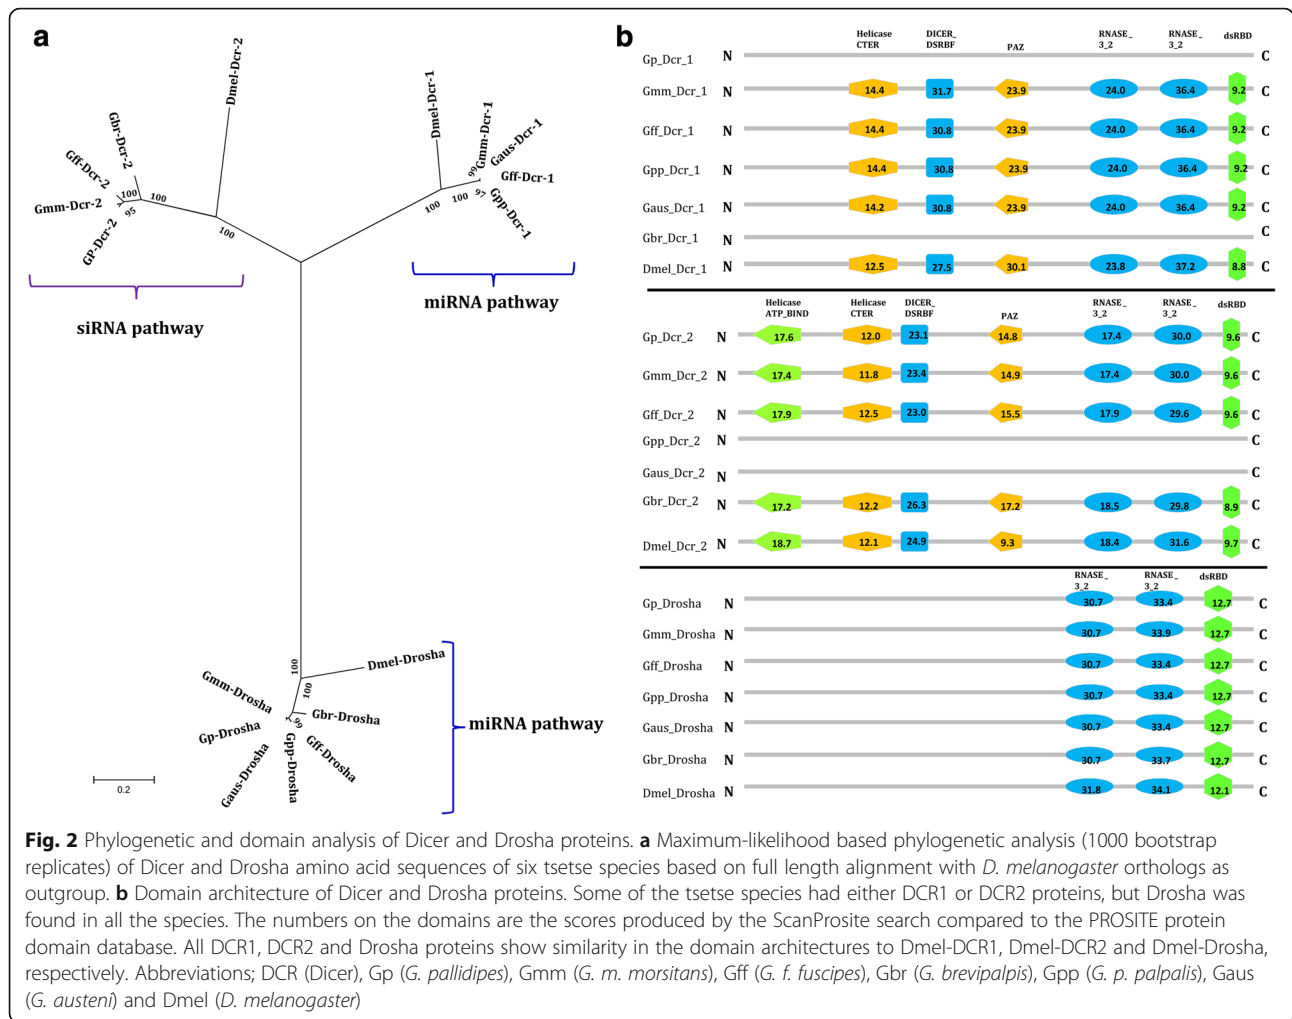 a
Dmel-Dcr-2
Gbr-Dcr-2
Gff-Dcr-2
Gmm-Dcr-2
GP-Dcr-2
100
100
95
100
siRNA pathway
Dmel-Dcr-1
Gmm-Dcr-1
Gaus-Dcr-1
Gff-Dcr-1
Gpp-Dcr-1
99
97
100
100
miRNA pathway
100
100
99
Dmel-Drosha
Gmm-Drosha
Gbr-Drosha
Gp-Drosha
Gff-Drosha
Gpp-Drosha
Gaus-Drosha
miRNA pathway
0.2
b
Helicase CTER
DICER_ DSRBF
PAZ
RNASE_ 3_2
RNASE_ 3_2
dsRBD
Gp_Dcr_1 N C
Gmm_Dcr_1 N 14.4 31.7 23.9 24.0 36.4 9.2 C
Gff_Dcr_1 N 14.4 30.8 23.9 24.0 36.4 9.2 C
Gpp_Dcr_1 N 14.4 30.8 23.9 24.0 36.4 9.2 C
Gaus_Dcr_1 N 14.2 30.8 23.9 24.0 36.4 9.2 C
Gbr_Dcr_1 N C
Dmel_Dcr_1 N 12.5 27.5 30.1 23.8 37.2 8.8 C
Helicase ATP_BIND
Helicase CTER
DICER_ DSRBF
PAZ
RNASE_ 3_2
RNASE_ 3_2
dsRBD
Gp_Dcr_2 N 17.6 12.0 23.1 14.8 17.4 30.0 9.6 C
Gmm_Dcr_2 N 17.4 11.8 23.4 14.9 17.4 30.0 9.6 C
Gff_Dcr_2 N 17.9 12.5 23.0 15.5 17.9 29.6 9.6 C
Gpp_Dcr_2 N C
Gaus_Dcr_2 N C
Gbr_Dcr_2 N 17.2 12.2 26.3 17.2 18.5 29.8 8.9 C
Dmel_Dcr_2 N 18.7 12.1 24.9 9.3 18.4 31.6 9.7 C
RNASE_ 3_2
RNASE_ 3_2
dsRBD
Gp_Drosha N 30.7 33.4 12.7 C
Gmm_Drosha N 30.7 33.9 12.7 C
Gff_Drosha N 30.7 33.4 12.7 C
Gpp_Drosha N 30.7 33.4 12.7 C
Gaus_Drosha N 30.7 33.4 12.7 C
Gbr_Drosha N 30.7 33.7 12.7 C
Dmel_Drosha N 31.8 34.1 12.1 C
Fig. 2 Phylogenetic and domain analysis of Dicer and Drosha proteins. a Maximum-likelihood based phylogenetic analysis (1000 bootstrap
replicates) of Dicer and Drosha amino acid sequences of six tsetse species based on full length alignment with D. melanogaster orthologs as
outgroup. b Domain architecture of Dicer and Drosha proteins. Some of the tsetse species had either DCR1 or DCR2 proteins, but Drosha was
found in all the species. The numbers on the domains are the scores produced by the ScanProsite search compared to the PROSITE protein
domain database. All DCR1, DCR2 and Drosha proteins show similarity in the domain architectures to Dmel-DCR1, Dmel-DCR2 and Dmel-Drosha,
respectively. Abbreviations; DCR (Dicer), Gp (G. pallidipes), Gmm (G. m. morsitans), Gff (G. f. fuscipes), Gbr (G. brevipalpis), Gpp (G. p. palpalis), Gaus
(G. austeni) and Dmel (D. melanogaster)